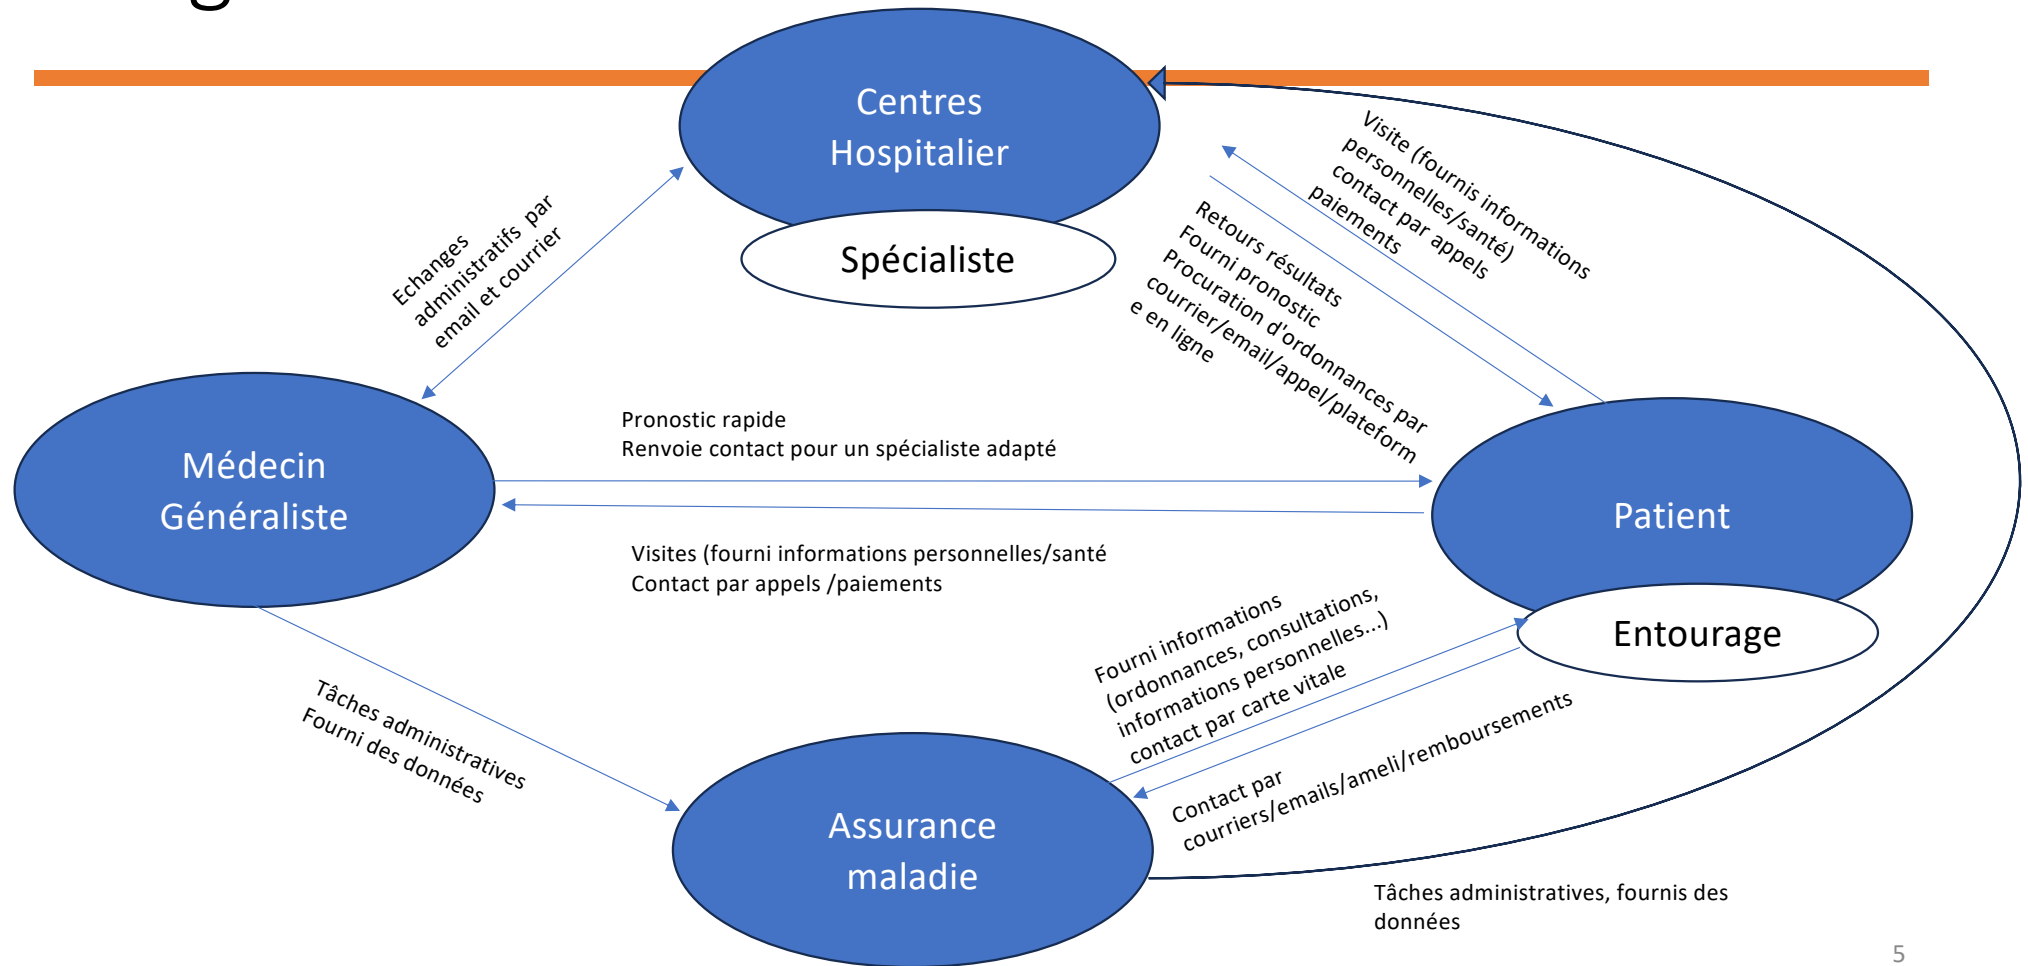 Centres
Hospitalier
Spécialiste
Visite (fournis informations
personnelles/santé)
contact par appels
paiements
Retours résultats
Fourni pronostic
Procuration d'ordonnances par
courrier/email/appel/plateform
e en ligne
Echanges
administratifs par
email et courrier
Médecin
Généraliste
Pronostic rapide
Renvoie contact pour un spécialiste adapté
Patient
Entourage
Visites (fourni informations personnelles/santé
Contact par appels /paiements
Fourni informations
(ordonnances, consultations,
informations personnelles...)
contact par carte vitale
Tâches administratives
Fourni des données
Contact par
courriers/emails/ameli/remboursements
Assurance
maladie
Tâches administratives, fournis des
données
5